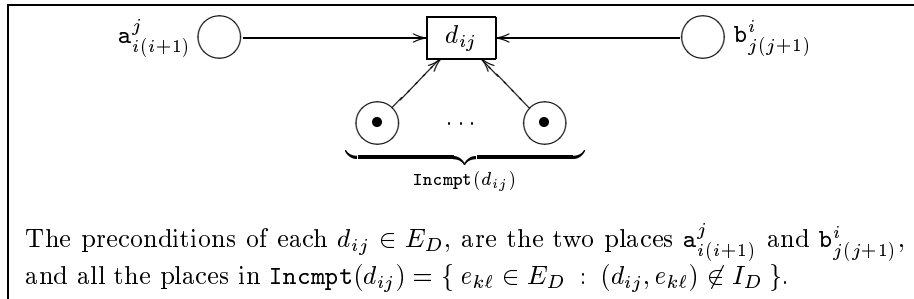 a^j_{i(i+1)} d_{ij} b^i_{j(j+1)}
...
Incmpt(d_{ij})
The preconditions of each d_{ij} ∈ E_D, are the two places a^j_{i(i+1)} and b^i_{j(j+1)},
and all the places in Incmpt(d_{ij}) = { e_{kℓ} ∈ E_D : (d_{ij}, e_{kℓ}) ∉ I_D }.